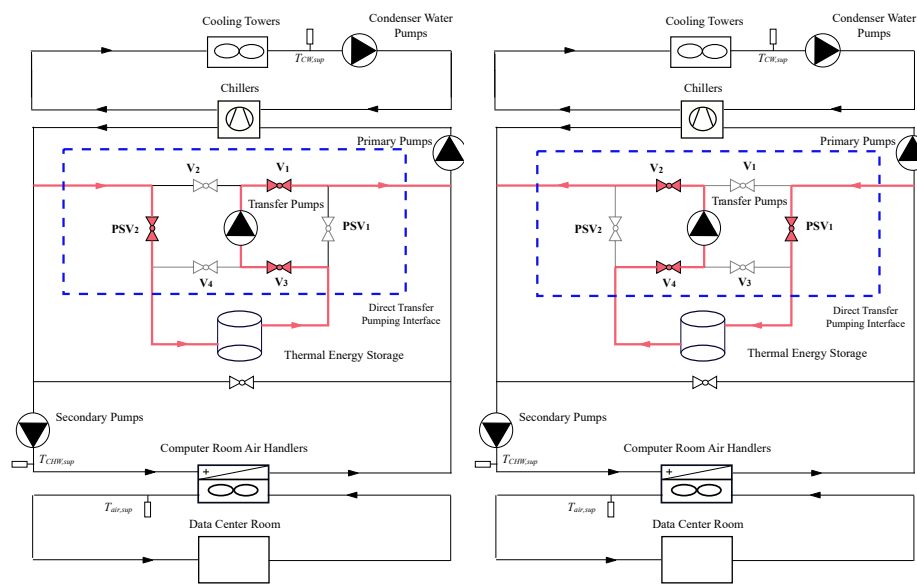 Cooling Towers
Condenser Water
Pumps
T_CW,sup
Chillers
Primary Pumps
V2
V1
Transfer Pumps
PSV2
PSV1
V4
V3
Direct Transfer
Pumping Interface
Thermal Energy Storage
Secondary Pumps
T_CHW,sup
Computer Room Air Handlers
+
T_air,sup
Data Center Room
Cooling Towers
Condenser Water
Pumps
T_CW,sup
Chillers
Primary Pumps
V2
V1
Transfer Pumps
PSV2
PSV1
V4
V3
Direct Transfer
Pumping Interface
Thermal Energy Storage
Secondary Pumps
T_CHW,sup
Computer Room Air Handlers
+
T_air,sup
Data Center Room